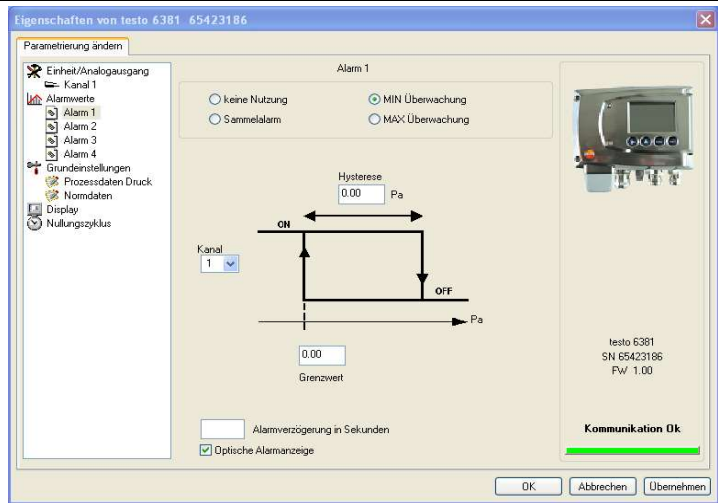 Eigenschaften von testo 6381 65423186
Parametrierung ändern
Einheit/Analogausgang
Kanal 1
Alarmwerte
Alarm 1
Alarm 2
Alarm 3
Alarm 4
Grundeinstellungen
Prozessdaten Druck
Normdaten
Display
Nullungszyklus
Alarm 1
keine Nutzung
MIN Überwachung
Sammelalarm
MAX Überwachung
Hysterese
0.00 Pa
ON
Kanal
1
OFF
Pa
0.00
Grenzwert
Alarmverzögerung in Sekunden
Optische Alarmanzeige
testo 6381
SN 65423186
FW 1.00
Kommunikation Ok
OK
Abbrechen
Übernehmen